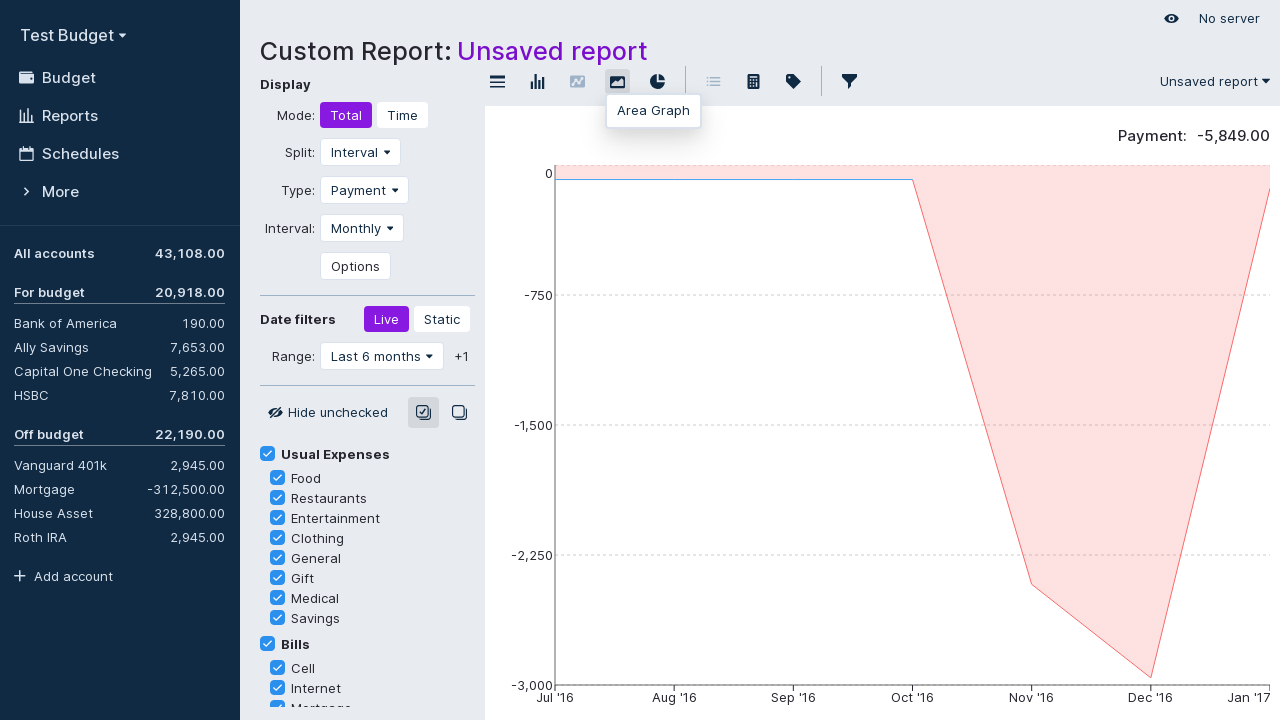 Test Budget
Budget
Reports
Schedules
More
All accounts 43,108.00
For budget 20,918.00
Bank of America 190.00
Ally Savings 7,653.00
Capital One Checking 5,265.00
HSBC 7,810.00
Off budget 22,190.00
Vanguard 401k 2,945.00
Mortgage -312,500.00
House Asset 328,800.00
Roth IRA 2,945.00
Add account
No server
Custom Report: Unsaved report
Display
Mode: Total Time
Split: Interval
Type: Payment
Interval: Monthly
Options
Date filters Live Static
Range: Last 6 months +1
Hide unchecked
Usual Expenses
Food
Restaurants
Entertainment
Clothing
General
Gift
Medical
Savings
Bills
Cell
Internet
Mortgage
Unsaved report
Area Graph
Payment: -5,849.00
0
-750
-1,500
-2,250
-3,000
Jul '16 Aug '16 Sep '16 Oct '16 Nov '16 Dec '16 Jan '17